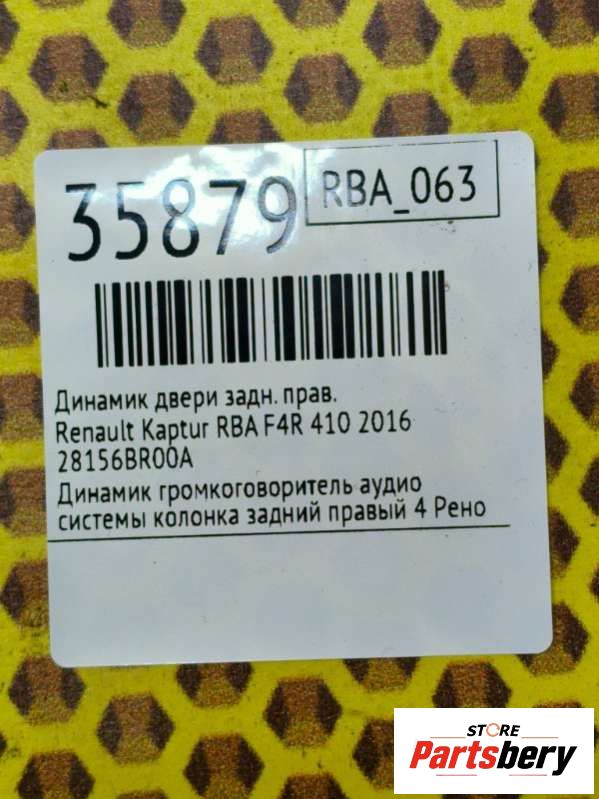 35879
RBA_063
Динамик двери задн. прав.
Renault Kaptur RBA F4R 410 2016
28156BR00A
Динамик громкоговоритель аудио
системы колонка задний правый 4 Рено
STORE
Partsbery